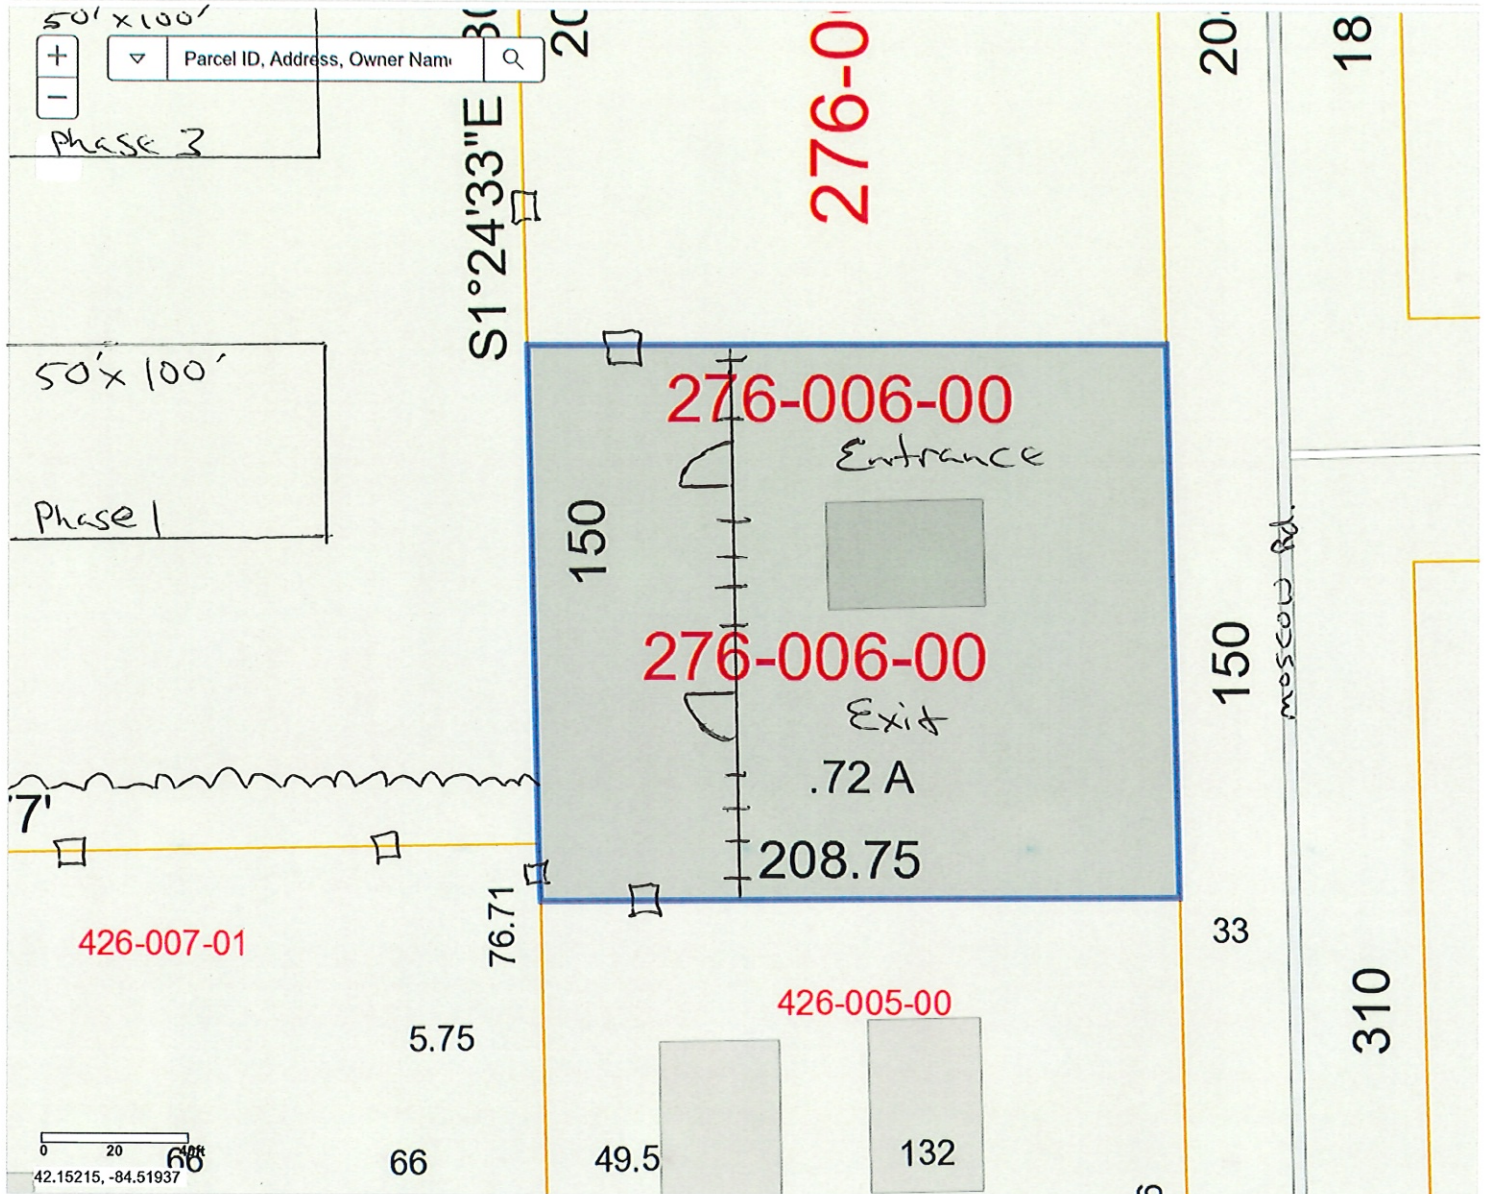 50' x 100'
Parcel ID, Address, Owner Nam
Phase 3
S1°24'33"E
276-0
20
18
50' x 100'
Phase 1
276-006-00
Entrance
150
276-006-00
Exit
.72 A
208.75
150
Moscow Rd.
7'
76.71
426-007-01
33
426-005-00
310
5.75
0 20 40ft
66
66
49.5
132
42.15215, -84.51937